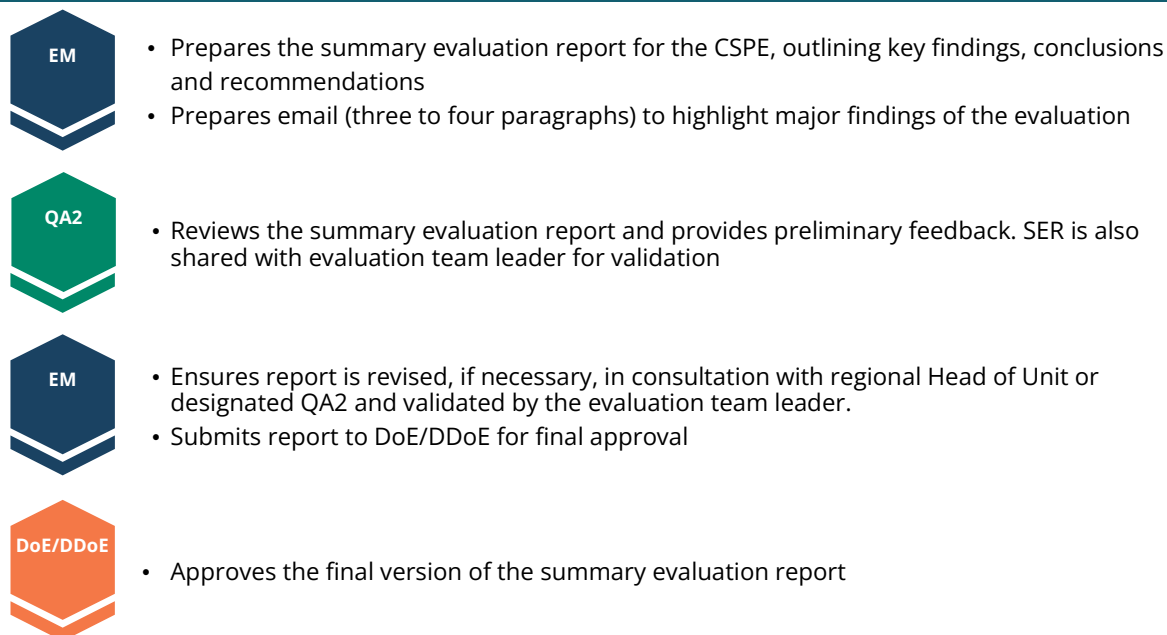 EM
• Prepares the summary evaluation report for the CSPE, outlining key findings, conclusions
and recommendations
• Prepares email (three to four paragraphs) to highlight major findings of the evaluation
QA2
• Reviews the summary evaluation report and provides preliminary feedback. SER is also
shared with evaluation team leader for validation
EM
• Ensures report is revised, if necessary, in consultation with regional Head of Unit or
designated QA2 and validated by the evaluation team leader.
• Submits report to DoE/DDoE for final approval
DoE/DDoE
• Approves the final version of the summary evaluation report